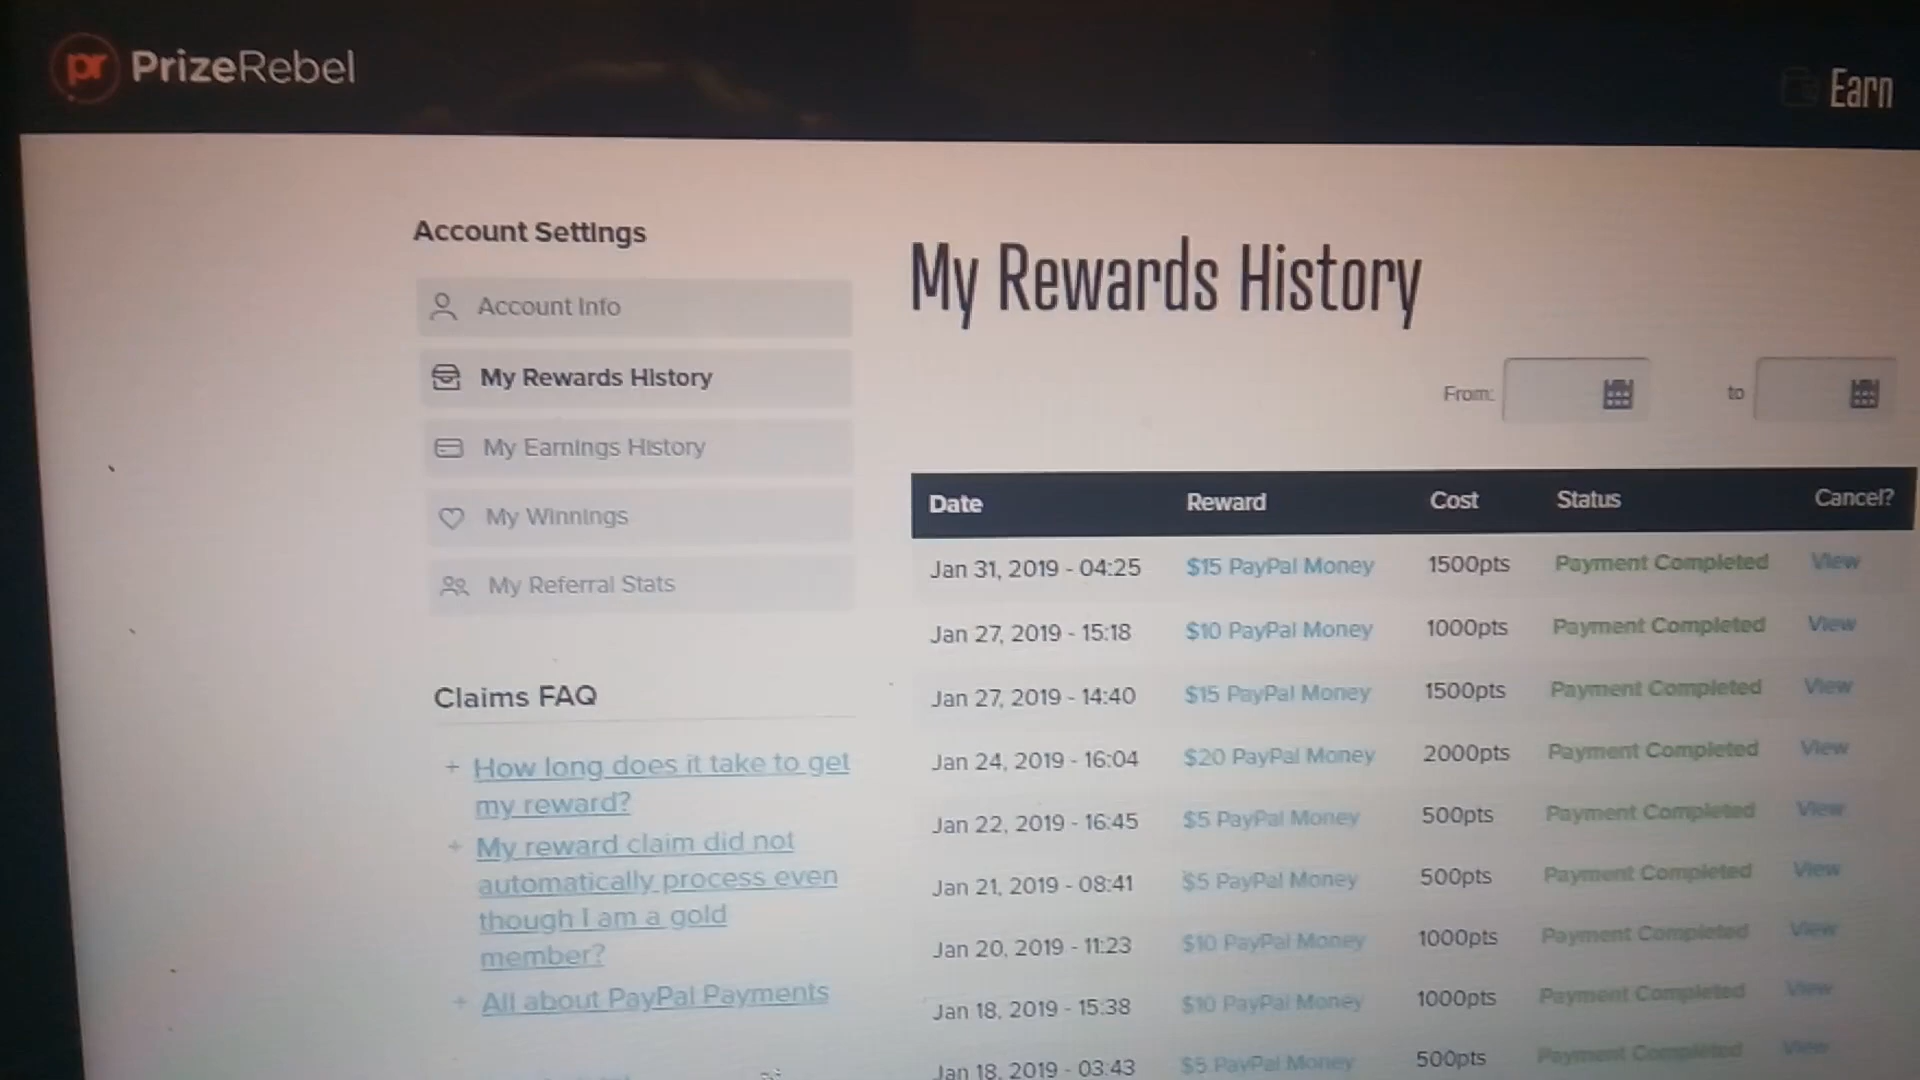 pr PrizeRebel
Earn
Account Settings
Account Info
My Rewards History
My Earnings History
My Winnings
My Referral Stats
Claims FAQ
+ How long does it take to get
my reward?
+ My reward claim did not
automatically process even
though I am a gold
member?
+ All about PayPal Payments
My Rewards History
From: to
Date Reward Cost Status Cancel?
Jan 31, 2019 - 04:25 $15 PayPal Money 1500pts Payment Completed View
Jan 27, 2019 - 15:18 $10 PayPal Money 1000pts Payment Completed View
Jan 27, 2019 - 14:40 $15 PayPal Money 1500pts Payment Completed View
Jan 24, 2019 - 16:04 $20 PayPal Money 2000pts Payment Completed View
Jan 22, 2019 - 16:45 $5 PayPal Money 500pts Payment Completed View
Jan 21, 2019 - 08:41 $5 PayPal Money 500pts Payment Completed View
Jan 20, 2019 - 11:23 $10 PayPal Money 1000pts Payment Completed View
Jan 18, 2019 - 15:38 $10 PayPal Money 1000pts Payment Completed View
Jan 18, 2019 - 03:43 $5 PayPal Money 500pts Payment Completed View